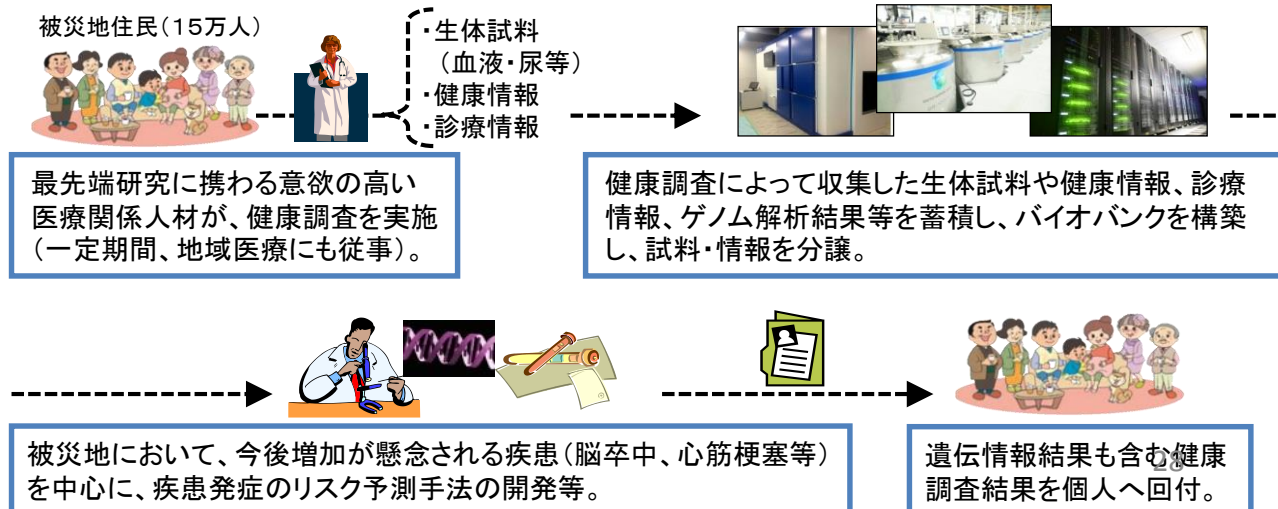 被災地住民(15万人)
・生体試料
(血液・尿等)
・健康情報
・診療情報
最先端研究に携わる意欲の高い
医療関係人材が、健康調査を実施
(一定期間、地域医療にも従事)。
健康調査によって収集した生体試料や健康情報、診療
情報、ゲノム解析結果等を蓄積し、バイオバンクを構築
し、試料・情報を分譲。
被災地において、今後増加が懸念される疾患(脳卒中、心筋梗塞等)
を中心に、疾患発症のリスク予測手法の開発等。
遺伝情報結果も含む健康
調査結果を個人へ回付。
28